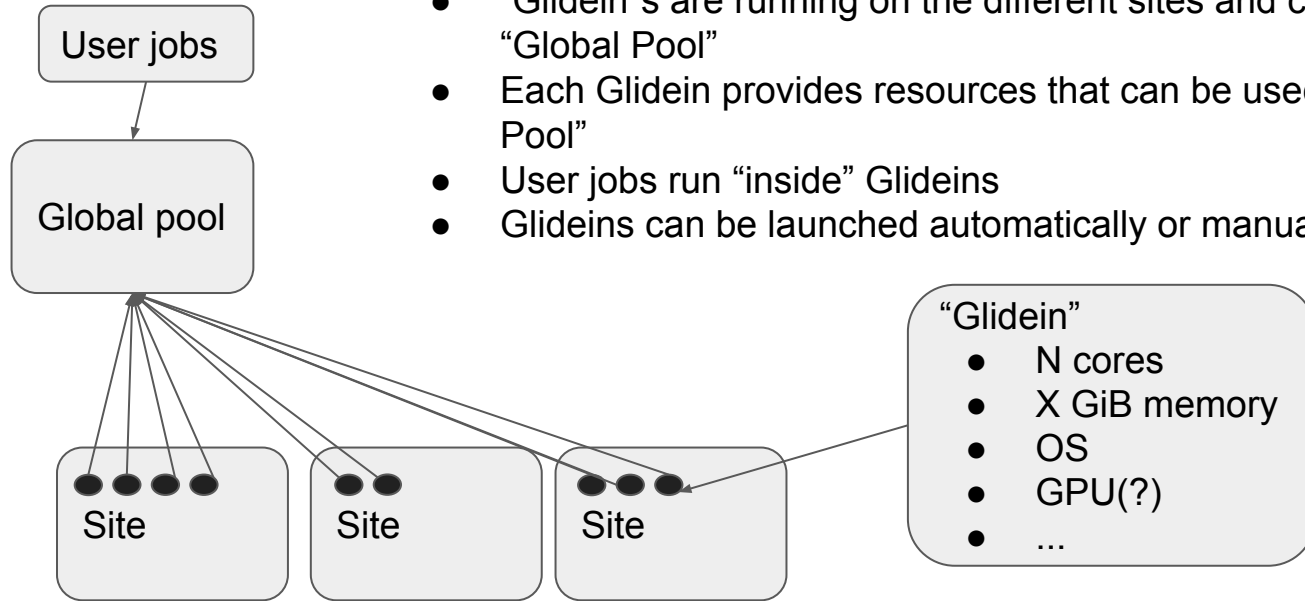 User jobs
Global pool
● "Glidein"s are running on the different sites and
“Global Pool”
● Each Glidein provides resources that can be
Pool”
● User jobs run “inside” Glideins
● Glideins can be launched automatically or
“Glidein”
● N cores
● X GiB memory
● OS
● GPU(?)
● ...
Site
Site
Site